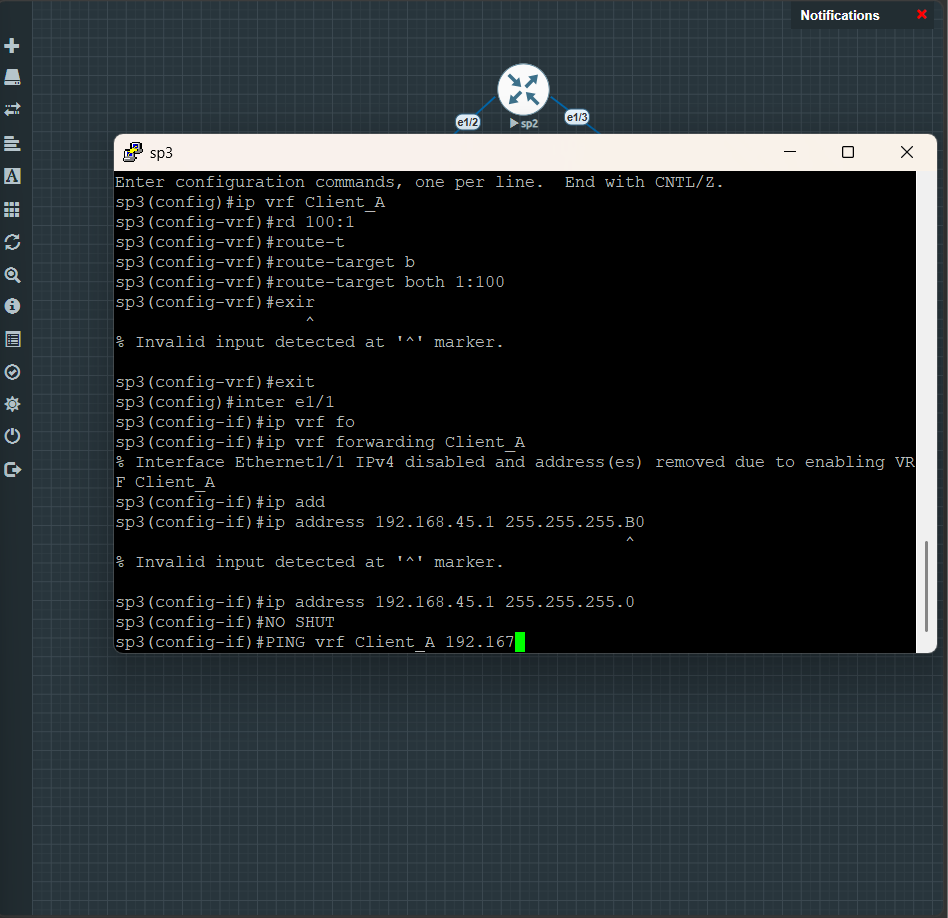 Notifications
e1/2
e1/3
sp2
sp3
Enter configuration commands, one per line.  End with CNTL/Z.
sp3(config)#ip vrf Client_A
sp3(config-vrf)#rd 100:1
sp3(config-vrf)#route-t
sp3(config-vrf)#route-target b
sp3(config-vrf)#route-target both 1:100
sp3(config-vrf)#exir
^
% Invalid input detected at '^' marker.
sp3(config-vrf)#exit
sp3(config)#inter e1/1
sp3(config-if)#ip vrf fo
sp3(config-if)#ip vrf forwarding Client_A
% Interface Ethernet1/1 IPv4 disabled and address(es) removed due to enabling VR
F Client_A
sp3(config-if)#ip add
sp3(config-if)#ip address 192.168.45.1 255.255.255.B0
^
% Invalid input detected at '^' marker.
sp3(config-if)#ip address 192.168.45.1 255.255.255.0
sp3(config-if)#NO SHUT
sp3(config-if)#PING vrf Client_A 192.167